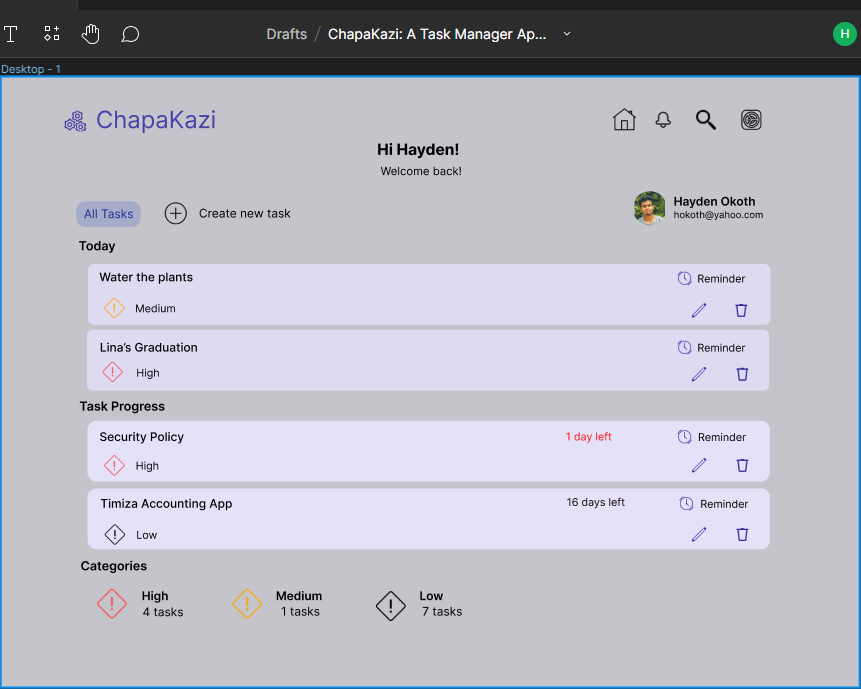 Drafts / ChapaKazi: A Task Manager Ap...
H
Desktop - 1
ChapaKazi
Hi Hayden!
Welcome back!
All Tasks
Create new task
Hayden Okoth
hokoth@yahoo.com
Today
Water the plants
Reminder
Medium
Lina's Graduation
Reminder
High
Task Progress
Security Policy
1 day left
Reminder
High
Timiza Accounting App
16 days left
Reminder
Low
Categories
High
4 tasks
Medium
1 tasks
Low
7 tasks